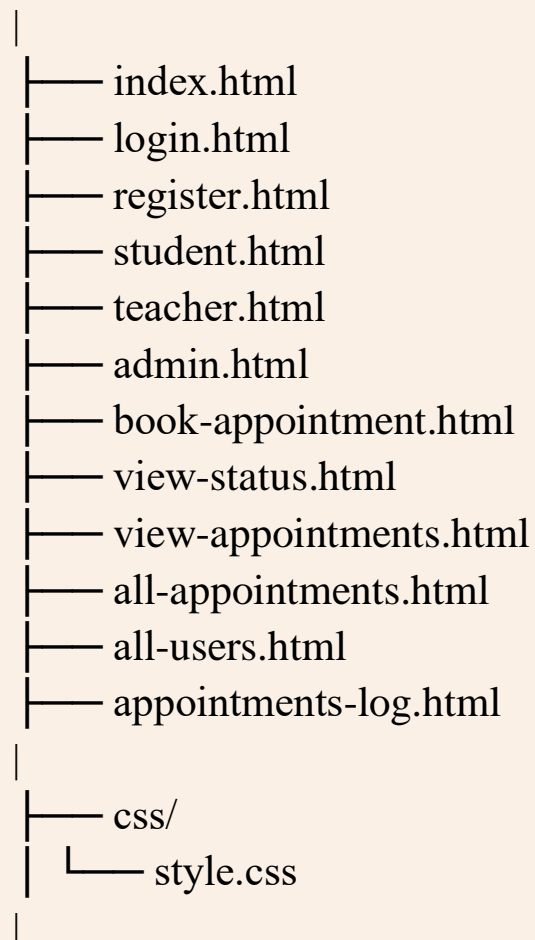 │
├── index.html
├── login.html
├── register.html
├── student.html
├── teacher.html
├── admin.html
├── book-appointment.html
├── view-status.html
├── view-appointments.html
├── all-appointments.html
├── all-users.html
├── appointments-log.html
│
├── css/
│ └── style.css
│